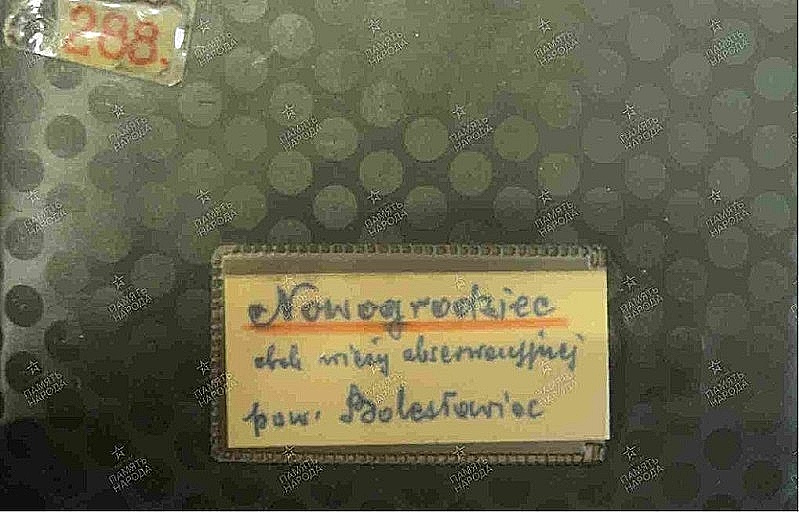 288.
Nowogrodziec
obok wieży obserwacyjnej
pow. Bolesławiec
ПАМЯТЬ НАРОДА